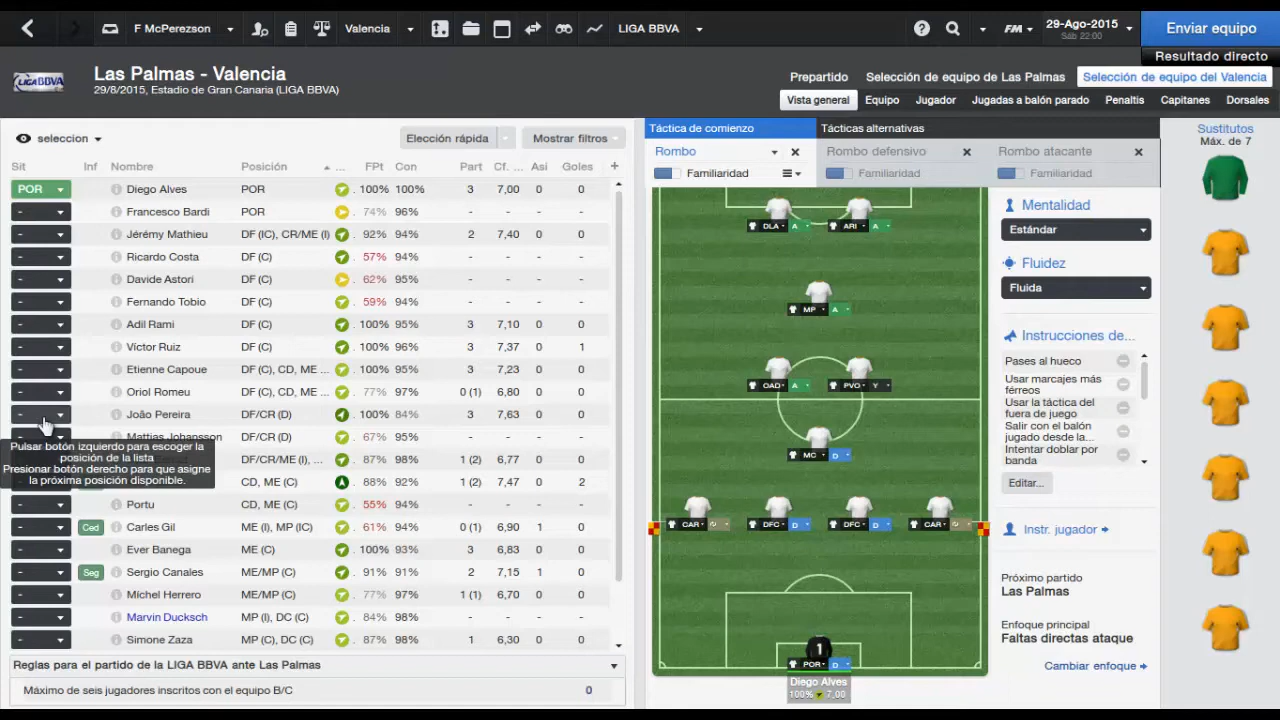 F McPerezson
Valencia
LIGA BBVA
FM
29-Ago-2015
Sáb 22:00
Enviar equipo
Resultado directo
LIGA BBVA
Las Palmas - Valencia
29/8/2015, Estadio de Gran Canaria (LIGA BBVA)
Prepartido
Selección de equipo de Las Palmas
Selección de equipo del Valencia
Vista general
Equipo
Jugador
Jugadas a balón parado
Penaltis
Capitanes
Dorsales
seleccion
Elección rápida
Mostrar filtros
Sit Inf Nombre Posición ... FPt Con Part Cf. ... Asi Goles +
POR Diego Alves POR 100% 100% 3 7,00 0 0
- Francesco Bardi POR 74% 96% - - - -
- Jérémy Mathieu DF (IC), CR/ME (I) 92% 94% 2 7,40 0 0
- Ricardo Costa DF (C) 57% 94% - - - -
- Davide Astori DF (C) 62% 95% - - - -
- Fernando Tobio DF (C) 59% 94% - - - -
- Adil Rami DF (C) 100% 95% 3 7,10 0 0
- Víctor Ruiz DF (C) 100% 95% 3 7,37 0 1
- Etienne Capoue DF (C), CD, ME ... 100% 95% 3 7,23 0 0
- Oriol Romeu DF (C), CD, ME ... 77% 97% 0 (1) 6,80 0 0
- João Pereira DF/CR (D) 100% 84% 3 7,63 0 0
- Mattias Johansson DF/CR (D) 67% 95% - - - -
DF/CR/ME (I), ... 87% 98% 1 (2) 6,77 0 0
CD, ME (C) 88% 92% 1 (2) 7,47 0 2
Pulsar botón izquierdo para escoger la
posición de la lista
Presionar botón derecho para que asigne
la próxima posición disponible.
- Portu CD, ME (C) 55% 94% - - - -
- Ced Carles Gil ME (I), MP (IC) 61% 94% 0 (1) 6,90 1 0
- Ever Banega ME (C) 100% 93% 3 6,83 0 0
- Seg Sergio Canales ME/MP (C) 91% 91% 2 7,15 1 0
- Míchel Herrero ME/MP (C) 77% 97% 1 (1) 6,70 0 0
- Marvin Ducksch MP (I), DC (C) 84% 98% - - - -
- Simone Zaza MP (C), DC (C) 87% 98% 1 6,30 0 0
Reglas para el partido de la LIGA BBVA ante Las Palmas
Máximo de seis jugadores inscritos con el equipo B/C 0
Táctica de comienzo
Tácticas alternativas
Rombo
Rombo defensivo
Rombo atacante
Familiaridad
Familiaridad
Familiaridad
DLA A
ARI A
MP A
OAD A
PVO Y
MC D
CAR
DFC D
DFC D
CAR
1
POR D
Diego Alves
100% 7,00
Mentalidad
Estándar
Fluidez
Fluida
Instrucciones de...
Pases al hueco
Usar marcajes más
férreos
Usar la táctica del
fuera de juego
Salir con el balón
jugado desde la...
Intentar doblar por
banda
Editar...
Instr. jugador
Próximo partido
Las Palmas
Enfoque principal
Faltas directas ataque
Cambiar enfoque
Sustitutos
Máx. de 7